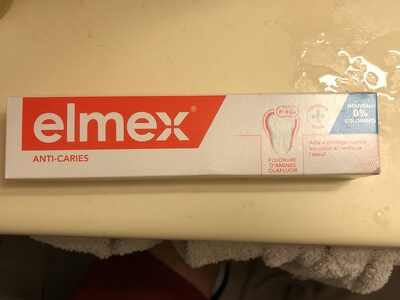 elmex®
ANTI-CARIES
FLUORURE
D'AMINES
OLAFLUOR
Aide à protéger contre
les caries et renforce
l'émail
NOUVEAU
0%
COLORANTS